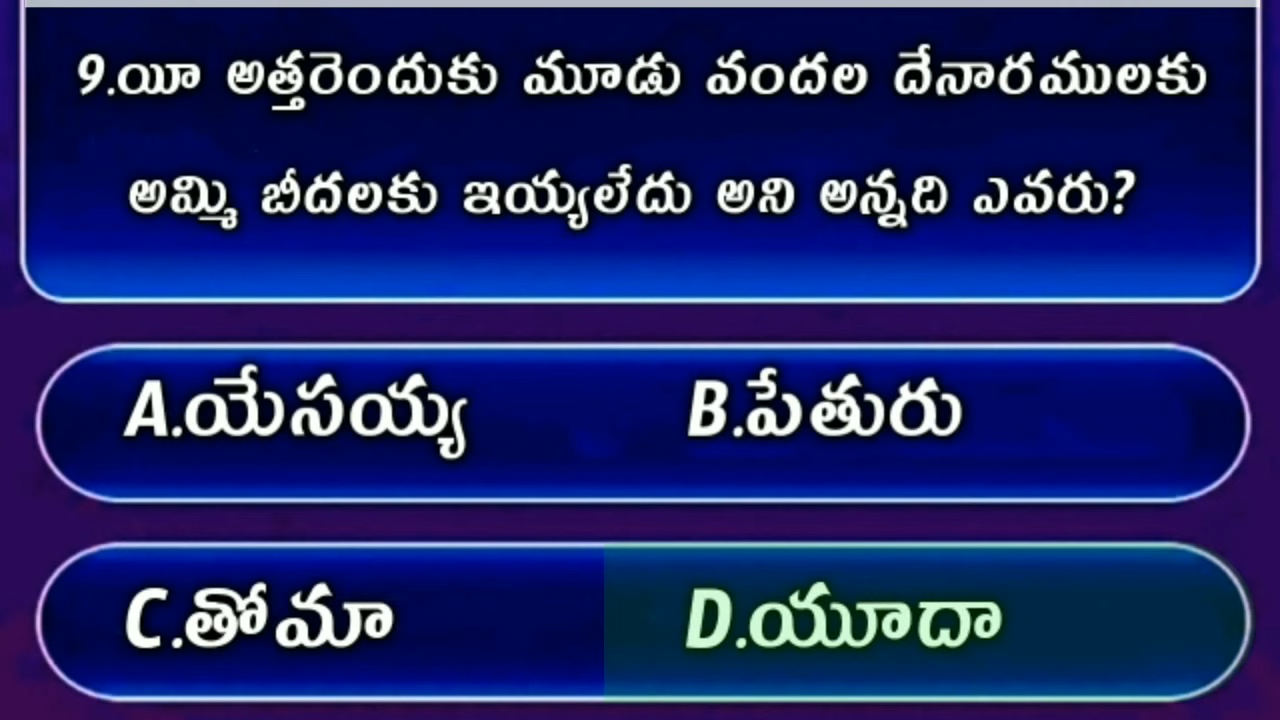 9.యీ అత్తరెందుకు మూడు వందల దేనారములకు
అమ్మి బీదలకు ఇయ్యలేదు అని అన్నది ఎవరు?
A.యేసయ్య B.పేతురు
C.తోమా D.యూదా